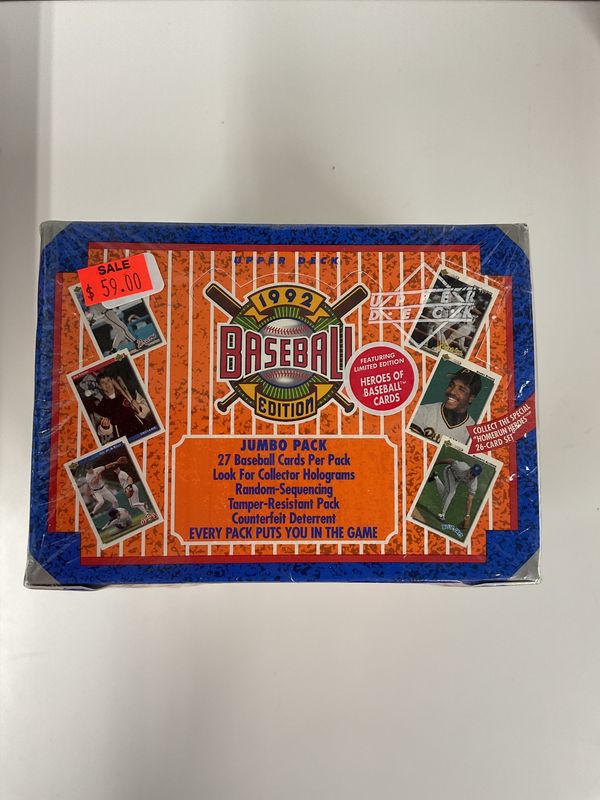 UPPER DECK
SALE
$ 59.00
1992
BASEBALL
EDITION
UPPER
DECK
FEATURING
LIMITED EDITION
HEROES OF
BASEBALL™
CARDS
COLLECT THE SPECIAL
"HOMERUN HEROES"
26-CARD SET
JUMBO PACK
27 Baseball Cards Per Pack
Look For Collector Holograms
Random-Sequencing
Tamper-Resistant Pack
Counterfeit Deterrent
EVERY PACK PUTS YOU IN THE GAME